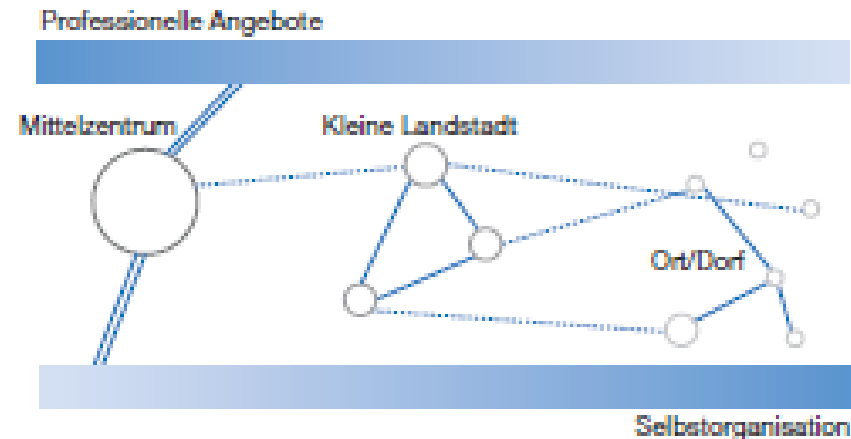 Professionelle Angebote
Mittelzentrum
Kleine Landstadt
Ort/Dorf
Selbstorganisation